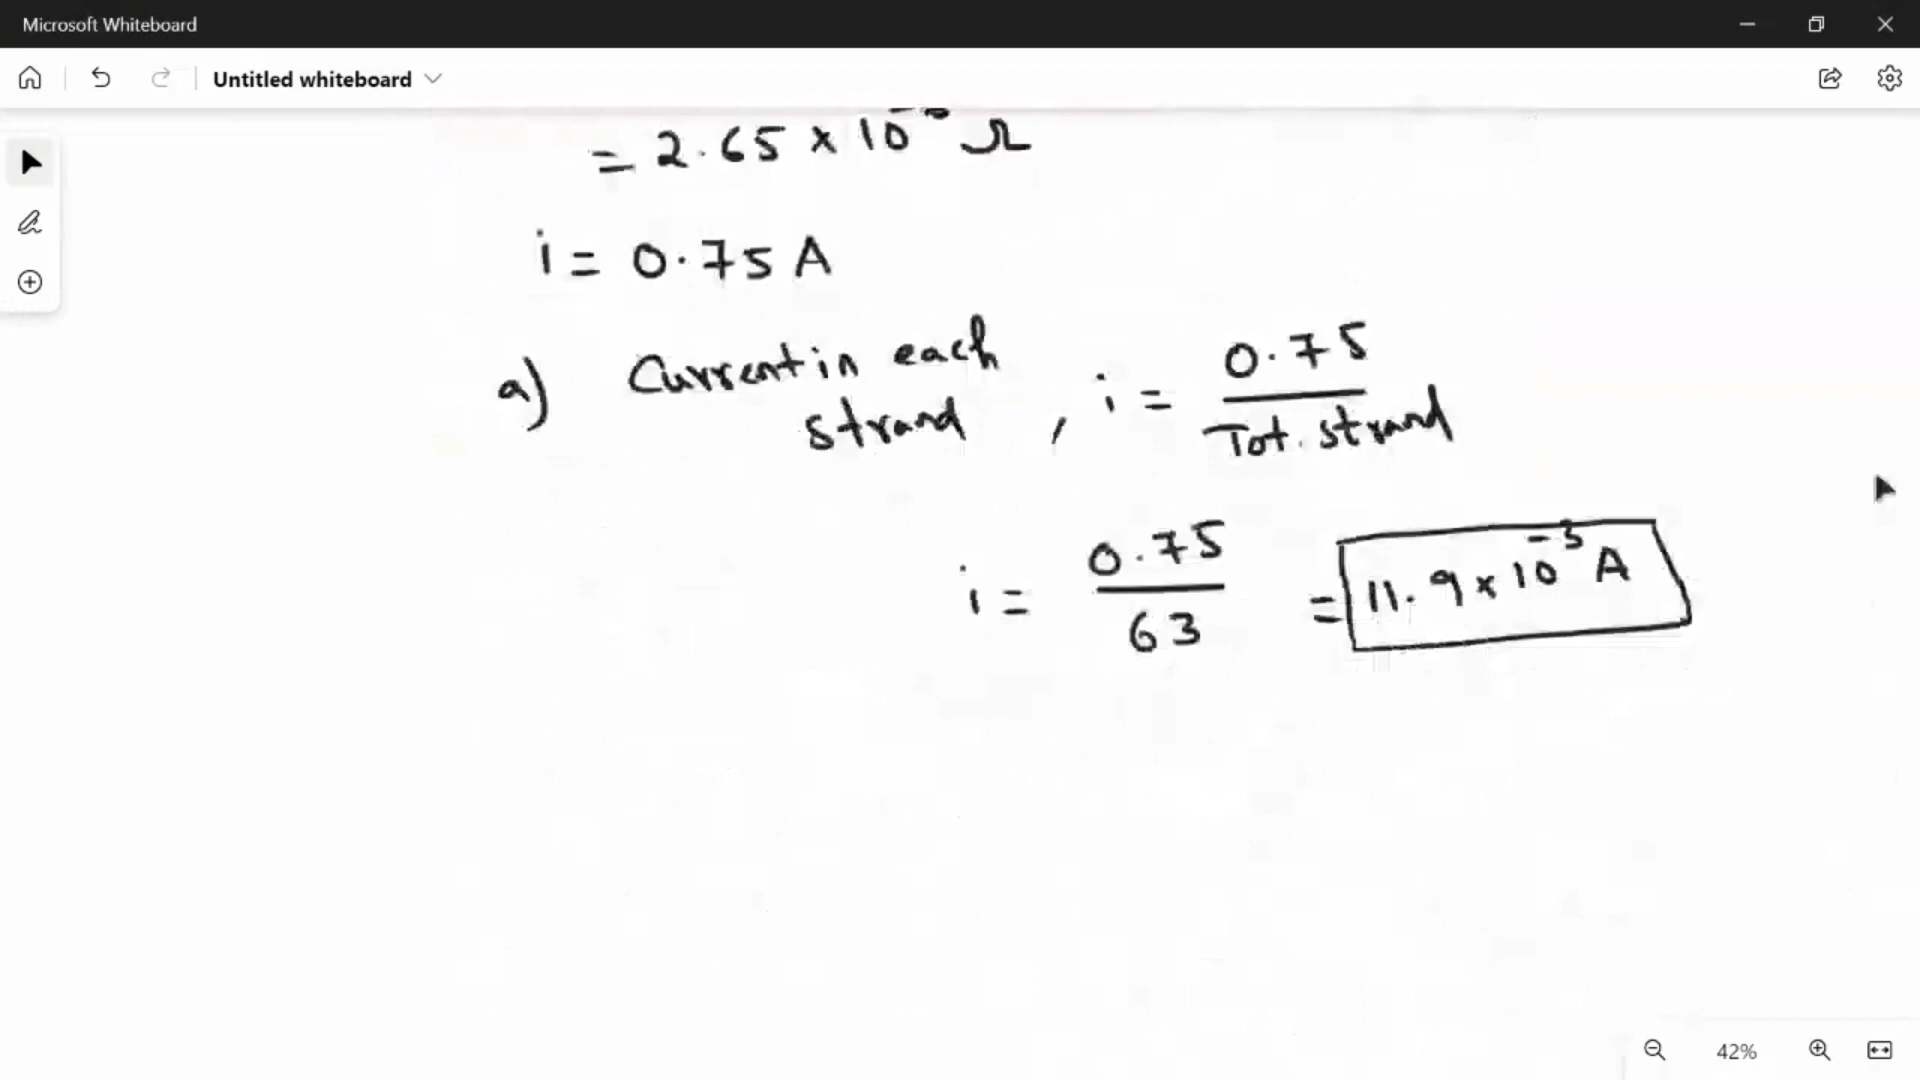 Microsoft Whiteboard
Untitled whiteboard
= 2.65 × 10 Ω
i = 0.75 A
a) Current in each strand, i = 0.75 / Tot. strand
i = 0.75 / 63 = 11.9 × 10⁻³ A
42%